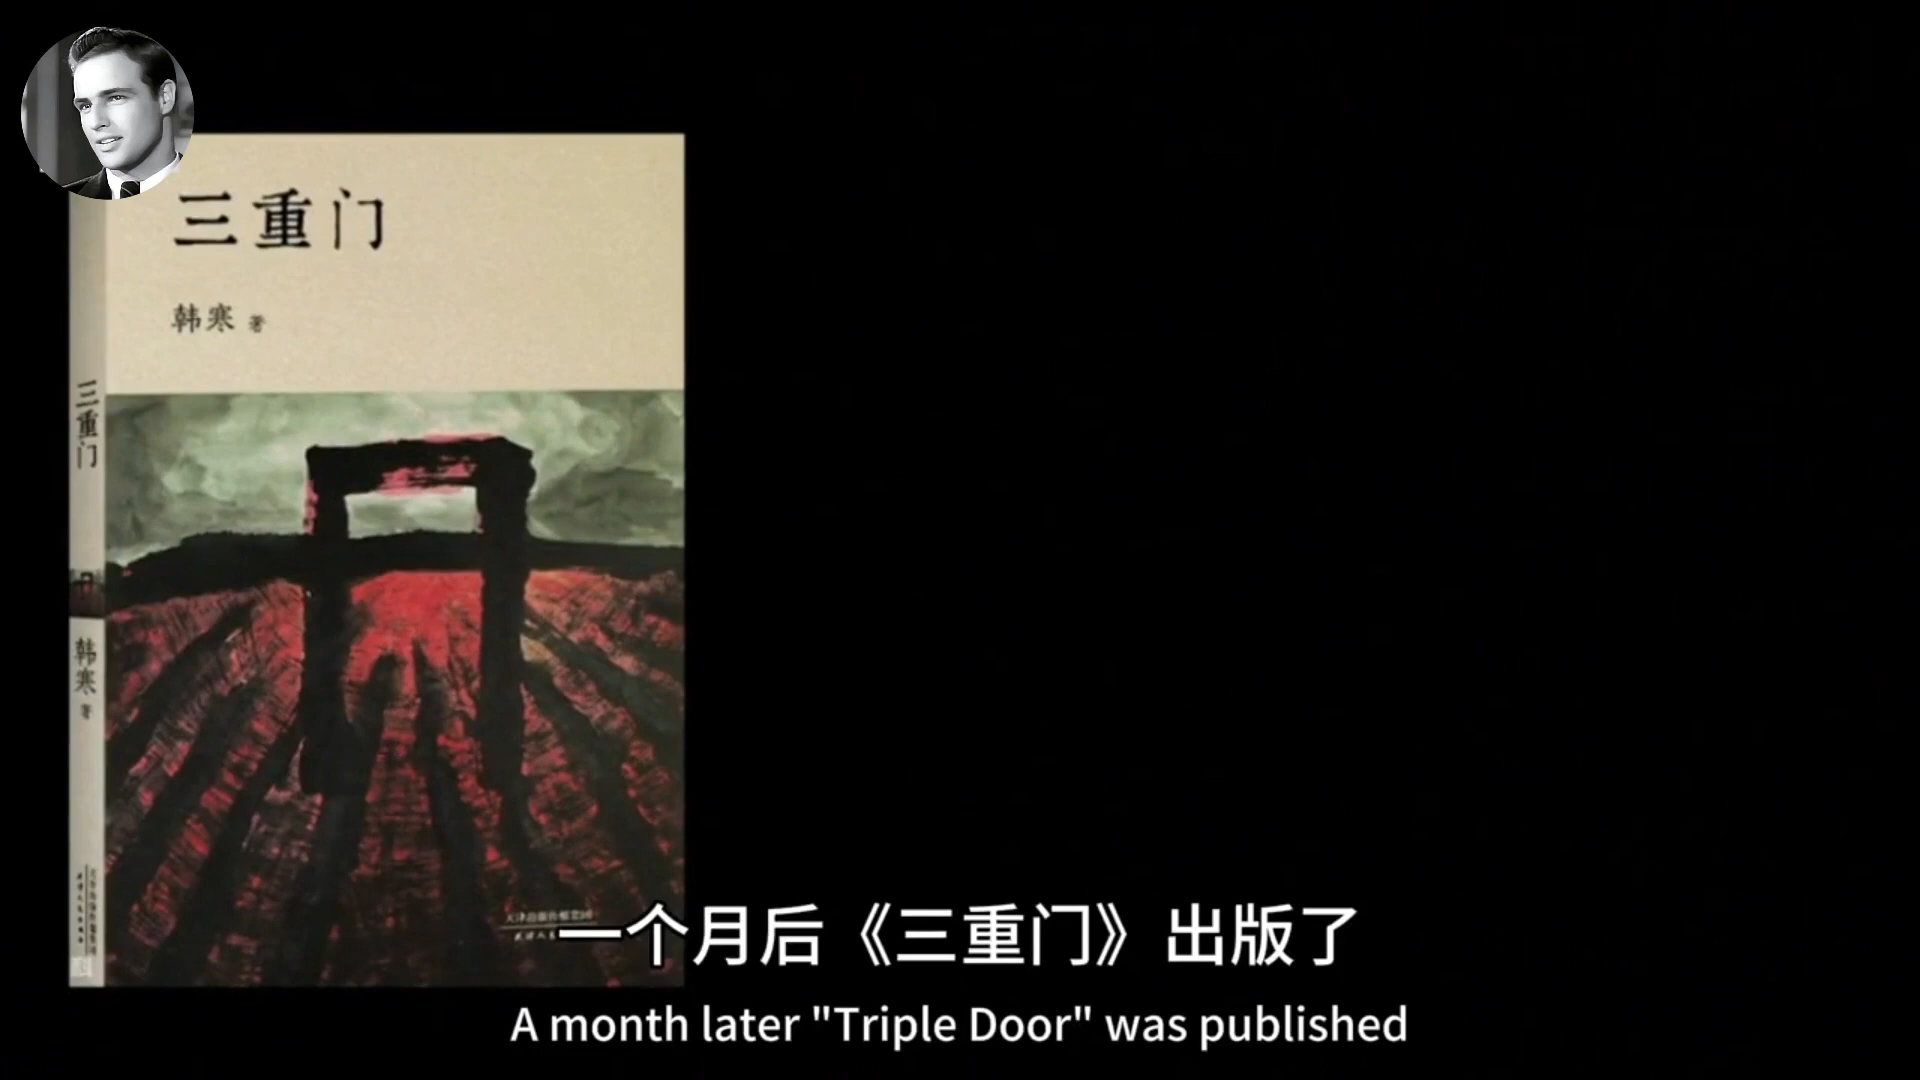 三重门
韩寒 著
三重门
韩寒 著
一个月后《三重门》出版了
A month later "Triple Door" was published